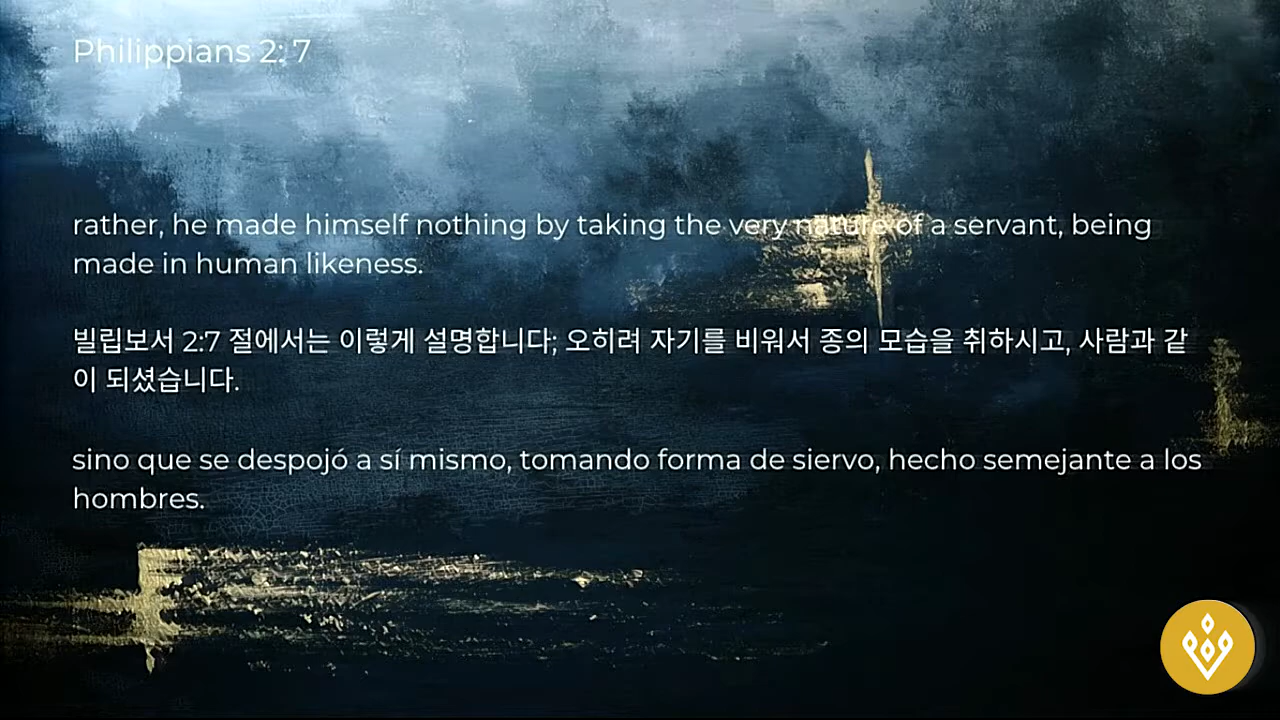 Philippians 2: 7
rather, he made himself nothing by taking the very nature of a servant, being
made in human likeness.
빌립보서 2:7 절에서는 이렇게 설명합니다; 오히려 자기를 비워서 종의 모습을 취하시고, 사람과 같
이 되셨습니다.
sino que se despojó a sí mismo, tomando forma de siervo, hecho semejante a los
hombres.